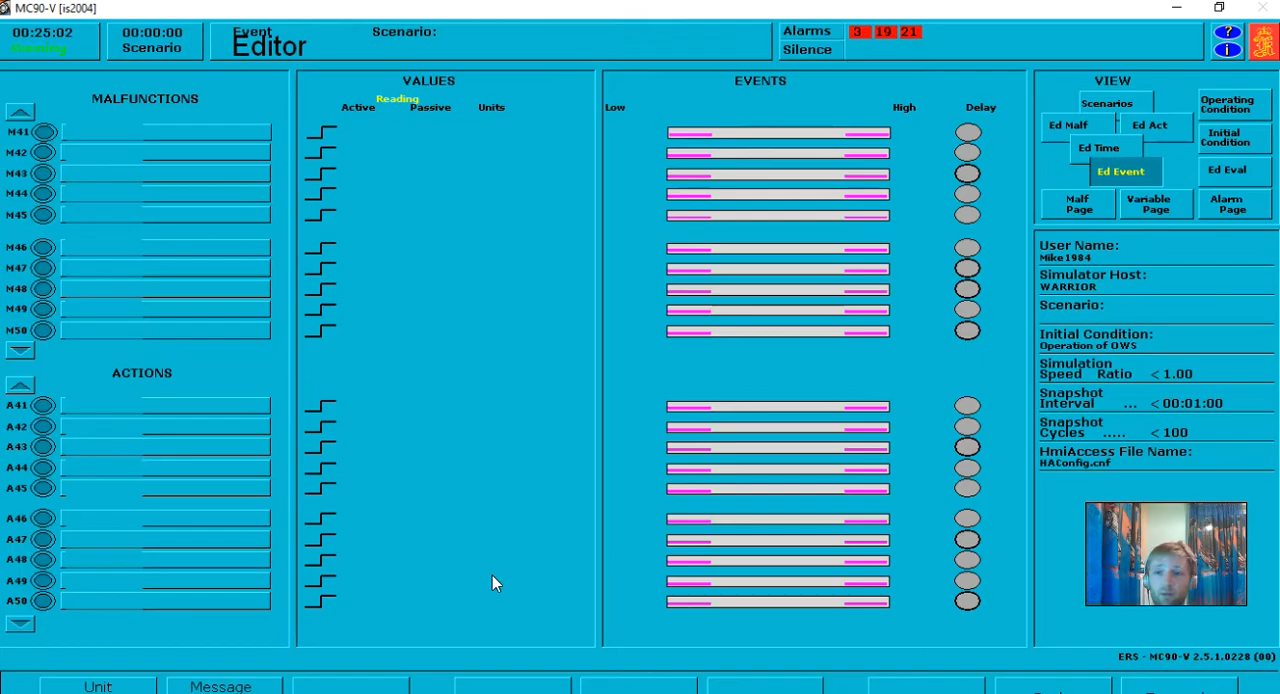 MC90-V [is2004]
00:25:02
Running
00:00:00
Scenario
Event
Editor
Scenario:
Alarms
3 19 21
Silence
?
i
MALFUNCTIONS
M41
M42
M43
M44
M45
M46
M47
M48
M49
M50
ACTIONS
A41
A42
A43
A44
A45
A46
A47
A48
A49
A50
VALUES
Reading
Active Passive Units
EVENTS
Low High Delay
VIEW
Scenarios
Operating
Condition
Ed Malf Ed Act
Initial
Condition
Ed Time
Ed Event
Ed Eval
Malf
Page
Variable
Page
Alarm
Page
User Name:
Mike1984
Simulator Host:
WARRIOR
Scenario:
Initial Condition:
Operation of OWS
Simulation
Speed Ratio < 1.00
Snapshot
Interval ... < 00:01:00
Snapshot
Cycles ..... < 100
HmiAccess File Name:
HAConfig.cnf
ERS - MC90-V 2.5.1.0228 (00)
Unit
Message